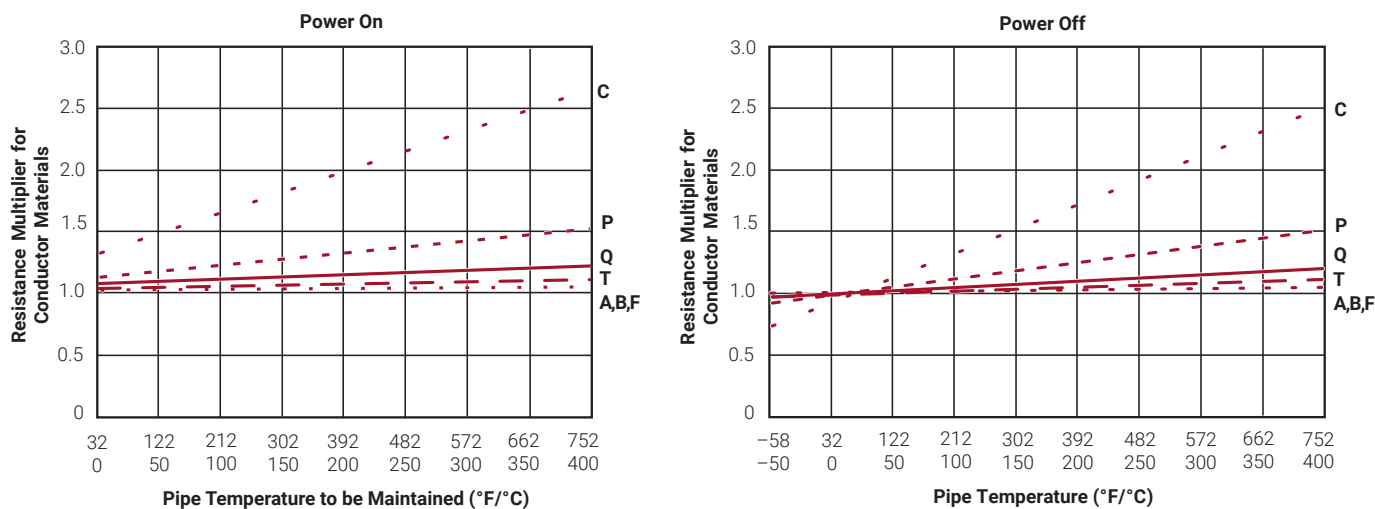 Power On
Resistance Multiplier for
Conductor Materials
3.0
2.5
2.0
1.5
1.0
0.5
0
C
P
Q
T
A,B,F
32 122 212 302 392 482 572 662 752
0 50 100 150 200 250 300 350 400
Pipe Temperature to be Maintained (°F/°C)
Power Off
Resistance Multiplier for
Conductor Materials
3.0
2.5
2.0
1.5
1.0
0.5
0
C
P
Q
T
A,B,F
–58 32 122 212 302 392 482 572 662 752
–50 0 50 100 150 200 250 300 350 400
Pipe Temperature (°F/°C)